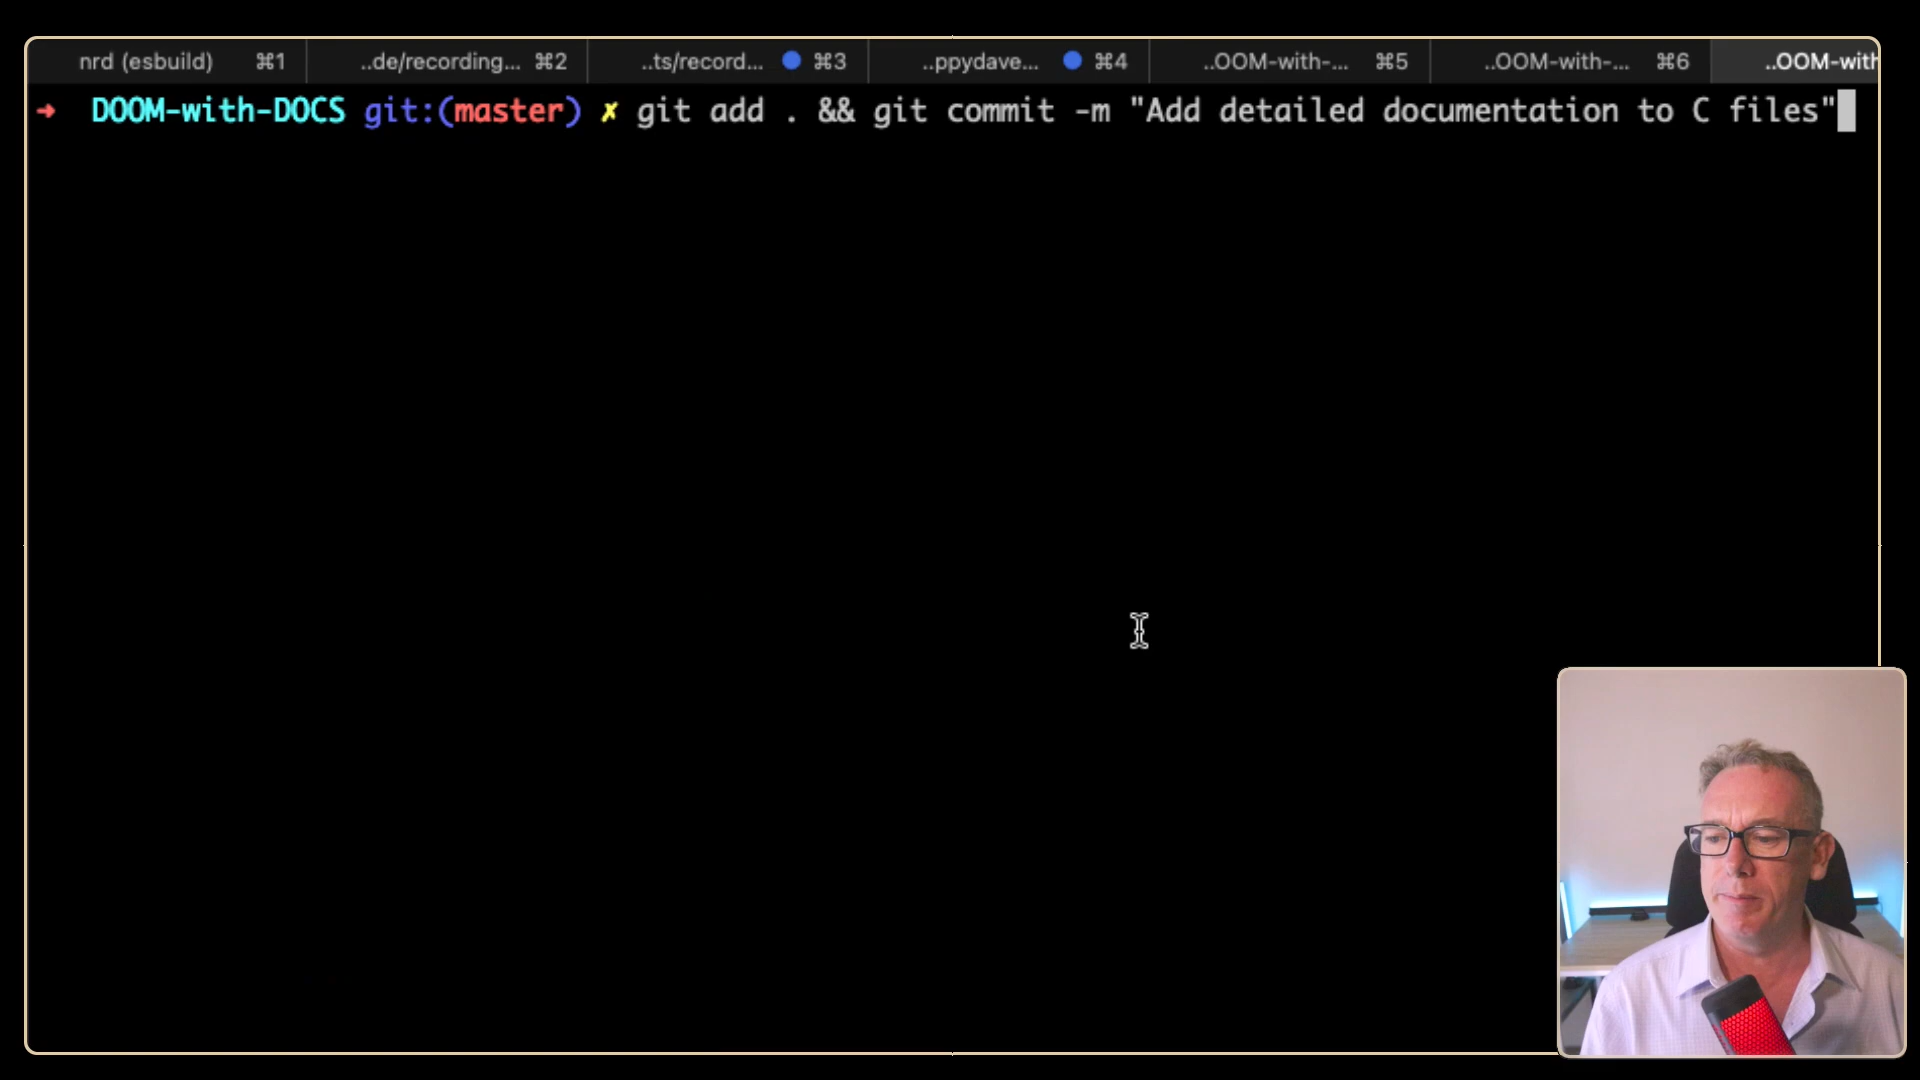 nrd (esbuild) ⌘1 ..de/recording... ⌘2 ..ts/record... ⌘3 ..ppydave... ⌘4 ..OOM-with-... ⌘5 ..OOM-with-... ⌘6 ..OOM-with
➜ DOOM-with-DOCS git:(master) ✗ git add . && git commit -m "Add detailed documentation to C files"